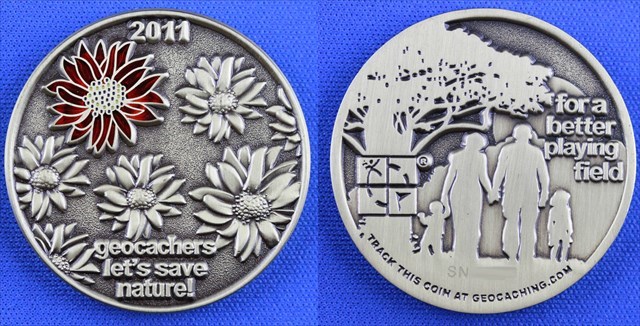 2011
geocachers
let's save
nature!
for a
better
playing
field
®
SN
TRACK THIS COIN AT GEOCACHING.COM